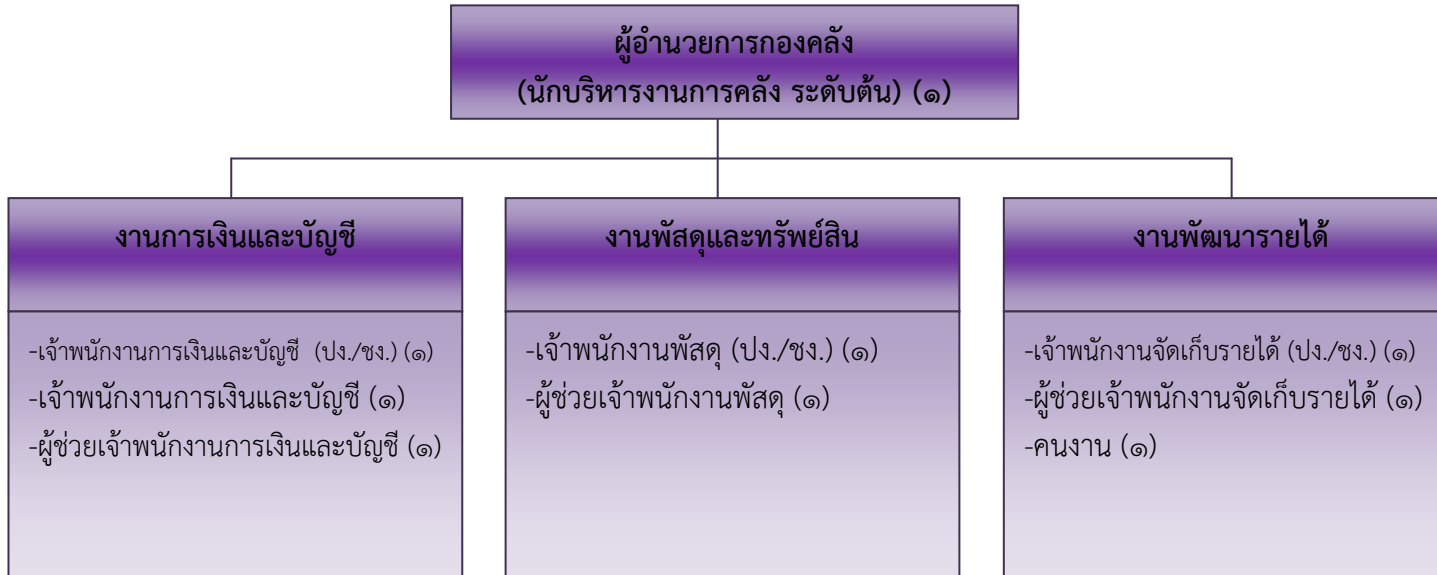 ผู้อำนวยการกองคลัง
(นักบริหารงานการคลัง ระดับต้น) (๑)
งานการเงินและบัญชี
-เจ้าพนักงานการเงินและบัญชี (ปง./ชง.) (๑)
-เจ้าพนักงานการเงินและบัญชี (๑)
-ผู้ช่วยเจ้าพนักงานการเงินและบัญชี (๑)
งานพัสดุและทรัพย์สิน
-เจ้าพนักงานพัสดุ (ปง./ชง.) (๑)
-ผู้ช่วยเจ้าพนักงานพัสดุ (๑)
งานพัฒนารายได้
-เจ้าพนักงานจัดเก็บรายได้ (ปง./ชง.) (๑)
-ผู้ช่วยเจ้าพนักงานจัดเก็บรายได้ (๑)
-คนงาน (๑)